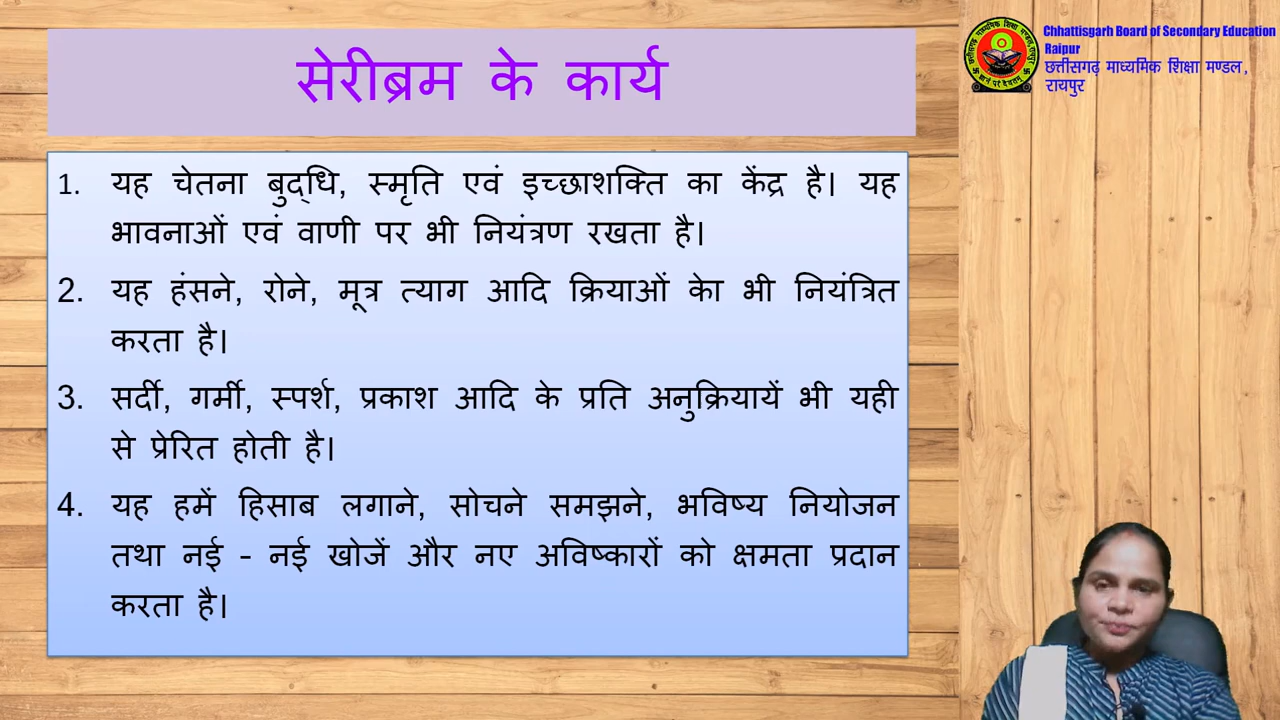 सेरीब्रम के कार्य
Chhattisgarh Board of Secondary Education
Raipur
छत्तीसगढ़ माध्यमिक शिक्षा मण्डल,
रायपुर
1. यह चेतना बुद्धि, स्मृति एवं इच्छाशक्ति का केंद्र है। यह
भावनाओं एवं वाणी पर भी नियंत्रण रखता है।
2. यह हंसने, रोने, मूत्र त्याग आदि क्रियाओं केा भी नियंत्रित
करता है।
3. सर्दी, गर्मी, स्पर्श, प्रकाश आदि के प्रति अनुक्रियायें भी यही
से प्रेरित होती है।
4. यह हमें हिसाब लगाने, सोचने समझने, भविष्य नियोजन
तथा नई - नई खोजें और नए अविष्कारों को क्षमता प्रदान
करता है।